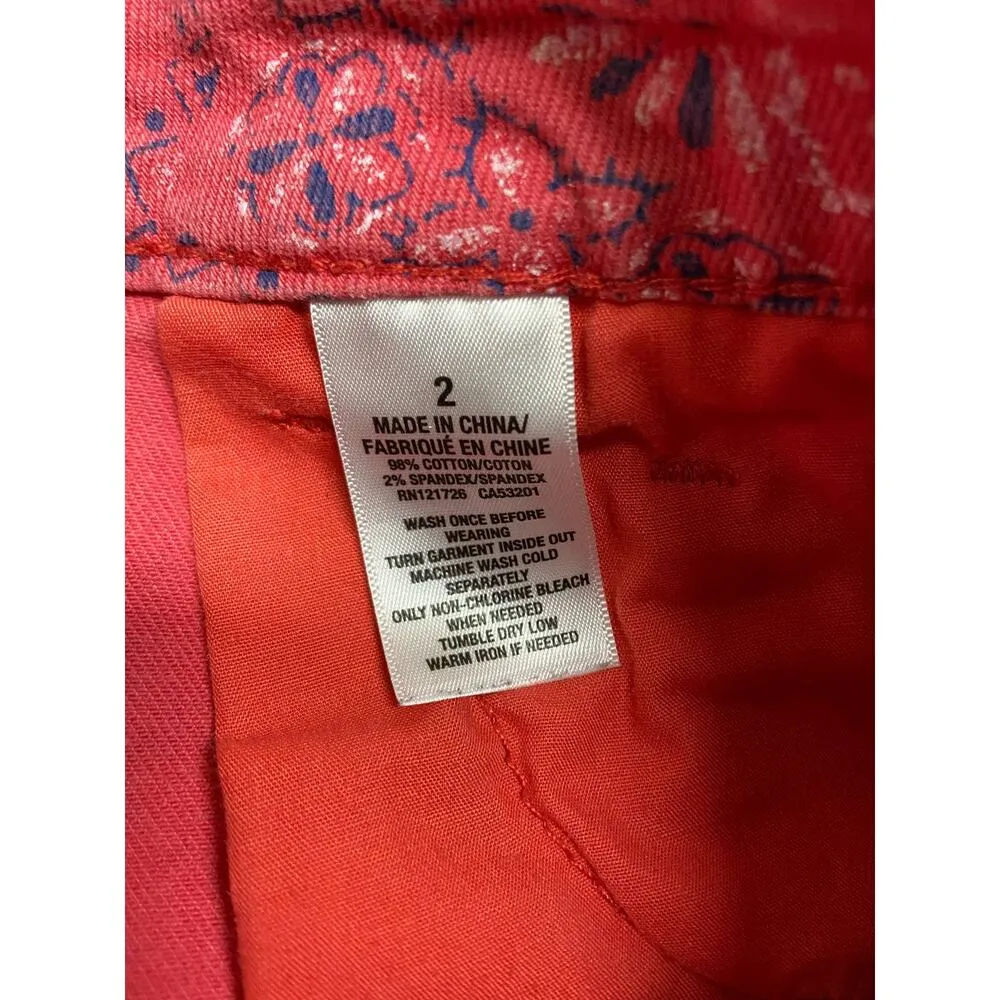 2
MADE IN CHINA/
FABRIQUÉ EN CHINE
98% COTTON/COTON
2% SPANDEX/SPANDEX
RN121726 CA53201
WASH ONCE BEFORE
WEARING
TURN GARMENT INSIDE OUT
MACHINE WASH COLD
SEPARATELY
ONLY NON-CHLORINE BLEACH
WHEN NEEDED
TUMBLE DRY LOW
WARM IRON IF NEEDED